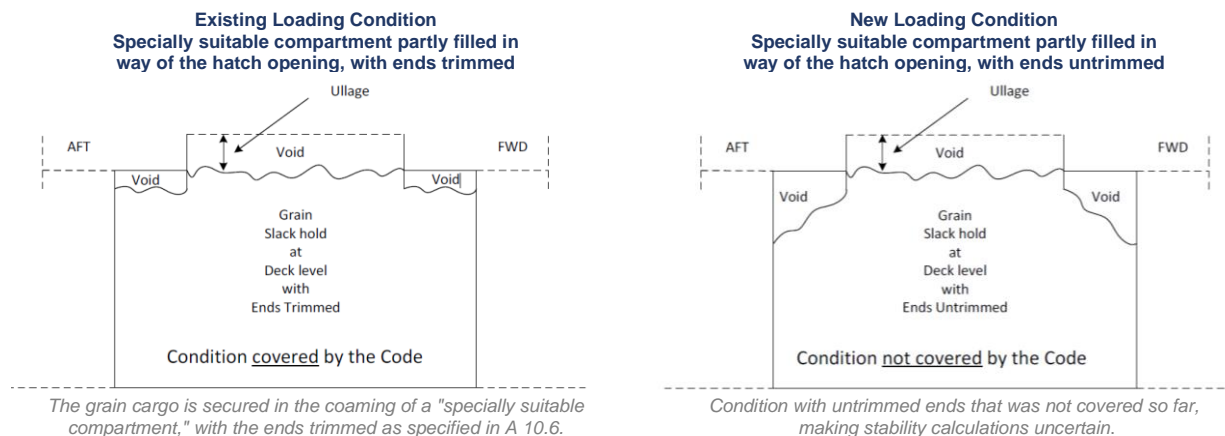 Existing Loading Condition
Specially suitable compartment partly filled in
way of the hatch opening, with ends trimmed
Ullage
AFT
Void
FWD
Void
Void
Grain
Slack hold
at
Deck level
with
Ends Trimmed
Condition covered by the Code
The grain cargo is secured in the coaming of a "specially suitable
compartment," with the ends trimmed as specified in A 10.6.
New Loading Condition
Specially suitable compartment partly filled in
way of the hatch opening, with ends untrimmed
Ullage
AFT
Void
FWD
Void
Void
Grain
Slack hold
at
Deck level
with
Ends Untrimmed
Condition not covered by the Code
Condition with untrimmed ends that was not covered so far,
making stability calculations uncertain.